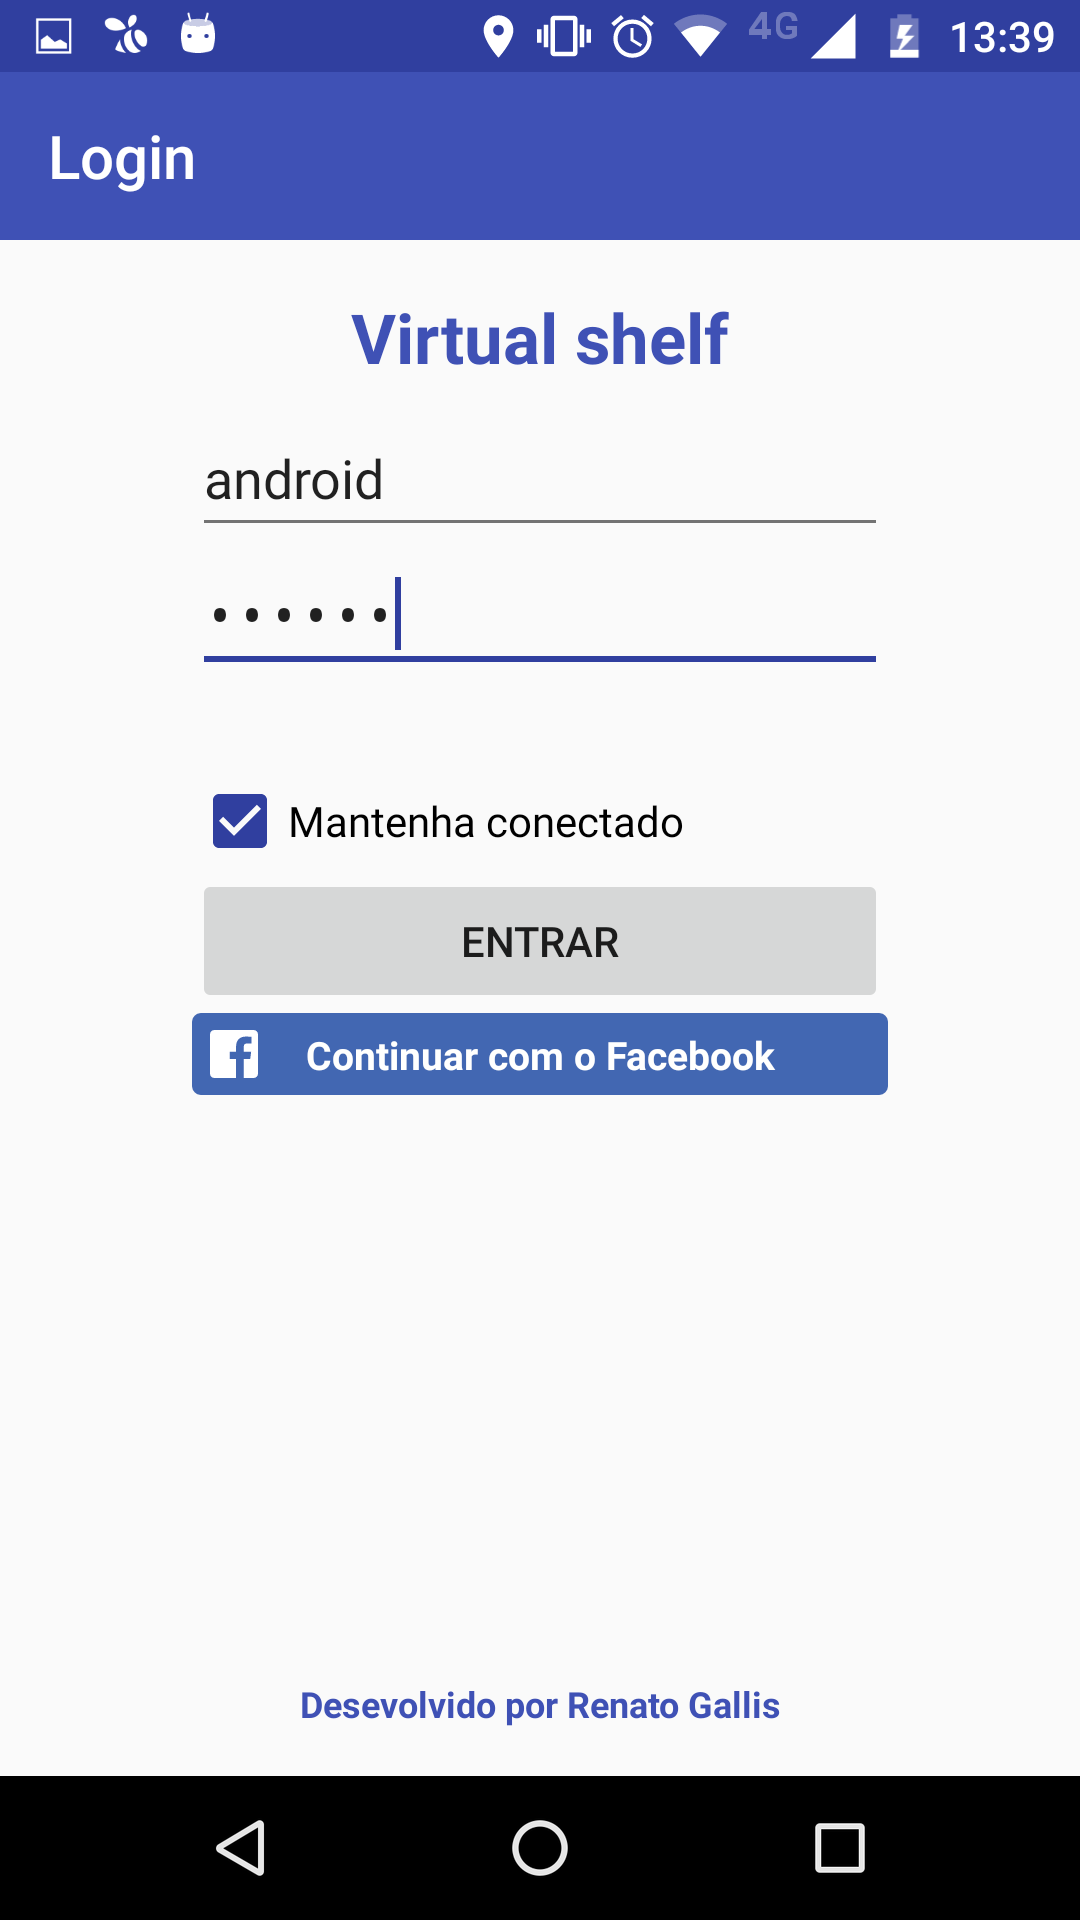 4G 13:39
Login
Virtual shelf
android
••••••
Mantenha conectado
ENTRAR
Continuar com o Facebook
Desevolvido por Renato Gallis